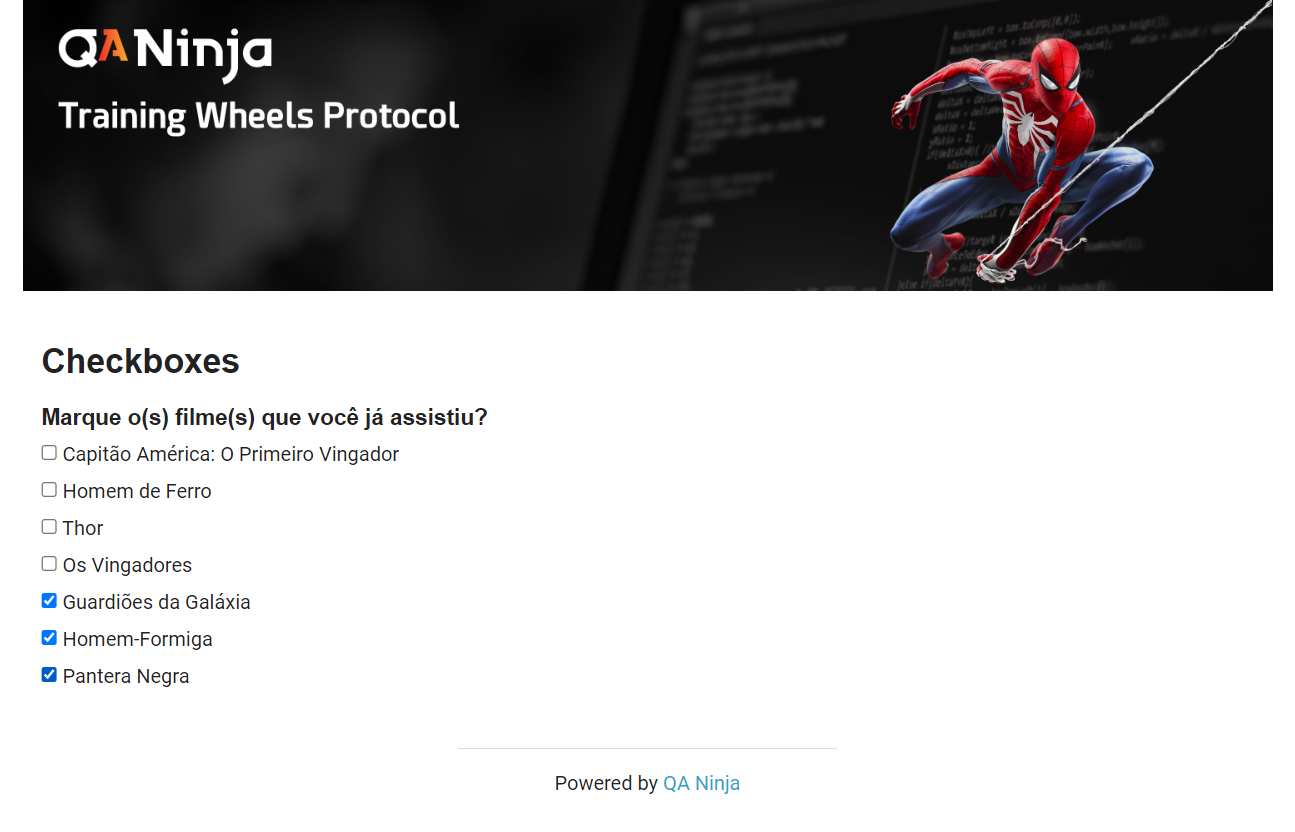 QA Ninja
Training Wheels Protocol
Checkboxes
Marque o(s) filme(s) que você já assistiu?
Capitão América: O Primeiro Vingador
Homem de Ferro
Thor
Os Vingadores
Guardiões da Galáxia
Homem-Formiga
Pantera Negra
Powered by QA Ninja